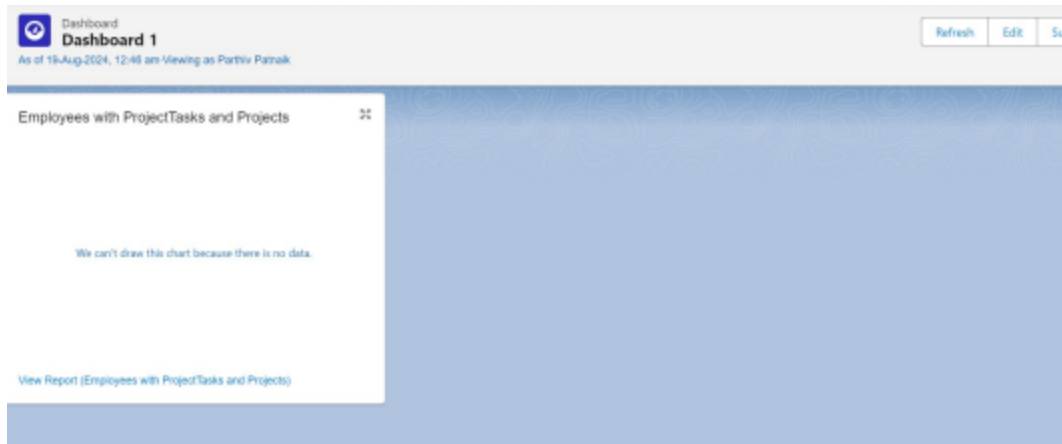 Dashboard
Dashboard 1
As of 19-Aug-2024, 12:46 am·Viewing as Parthiv Patnaik
Refresh Edit Su
Employees with ProjectTasks and Projects
We can't draw this chart because there is no data.
View Report (Employees with ProjectTasks and Projects)